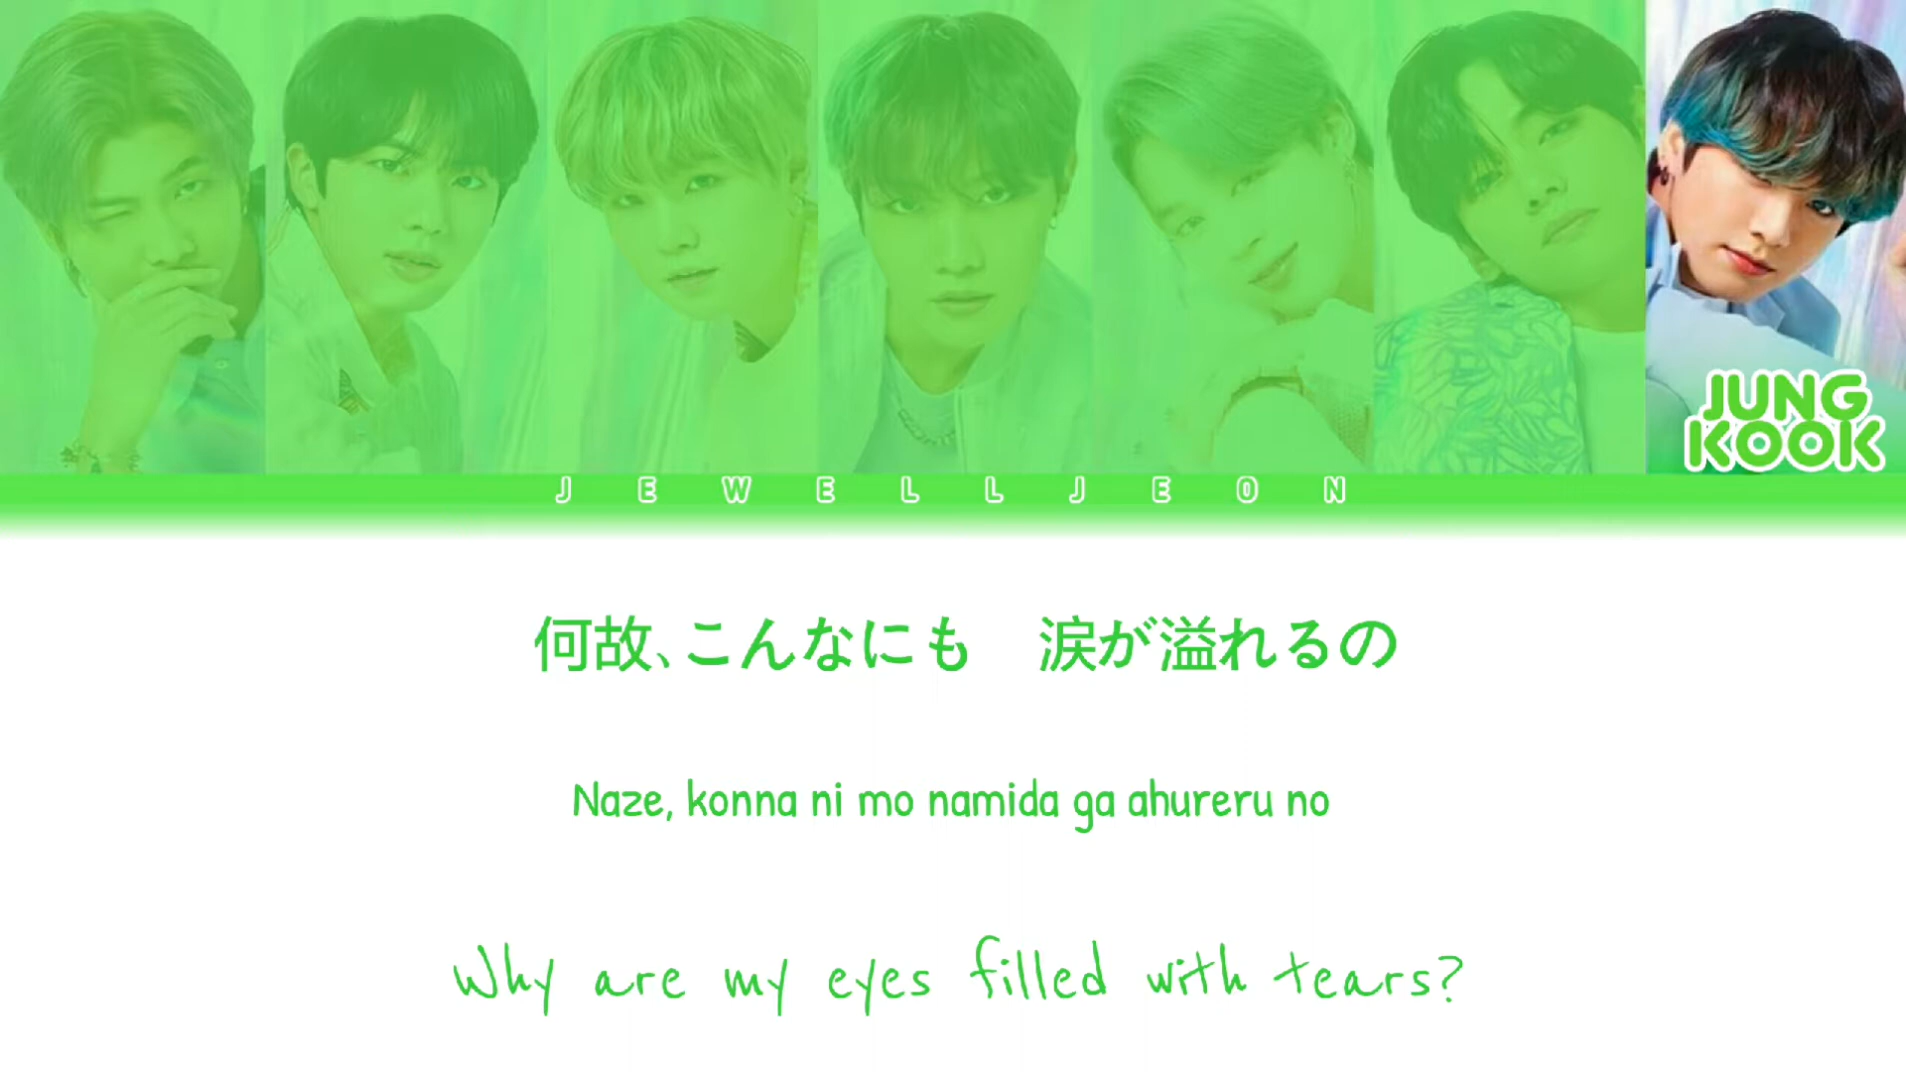 JUNG
KOOK
JEWELLJEON
何故、こんなにも　涙が溢れるの
Naze, konna ni mo namida ga ahureru no
Why are my eyes filled with tears?